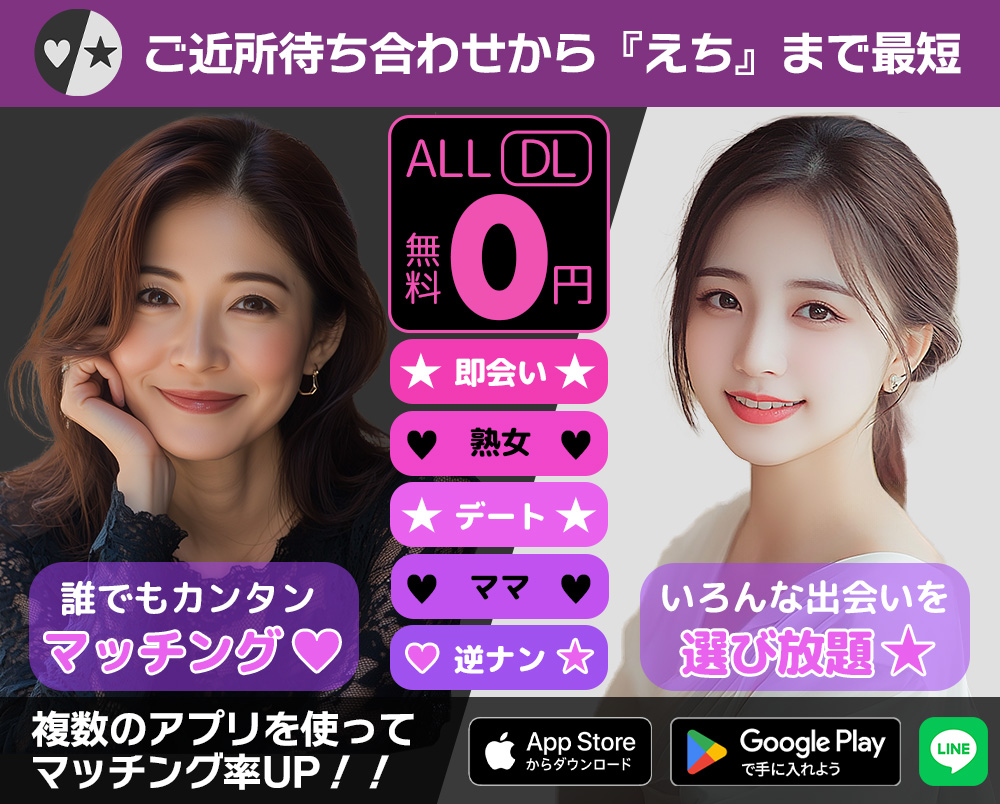 ご近所待ち合わせから『えち』まで最短
ALL DL
無料
0円
★ 即会い ★
♥ 熟女 ♥
★ デート ★
♥ ママ ♥
♥ 逆ナン ★
誰でもカンタン
マッチング♥
いろんな出会いを
選び放題★
複数のアプリを使って
マッチング率UP！！
App Store
からダウンロード
Google Play
で手に入れよう
LINE